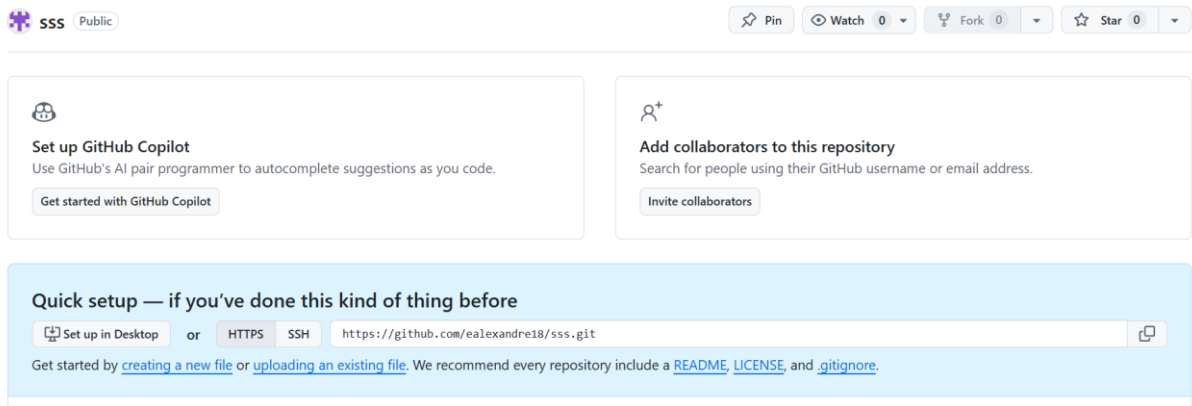 sss Public Pin Watch 0 Fork 0 Star 0
Set up GitHub Copilot
Use GitHub's AI pair programmer to autocomplete suggestions as you code.
Get started with GitHub Copilot
Add collaborators to this repository
Search for people using their GitHub username or email address.
Invite collaborators
Quick setup — if you've done this kind of thing before
Set up in Desktop or HTTPS SSH https://github.com/ealexandre18/sss.git
Get started by creating a new file or uploading an existing file. We recommend every repository include a README, LICENSE, and .gitignore.